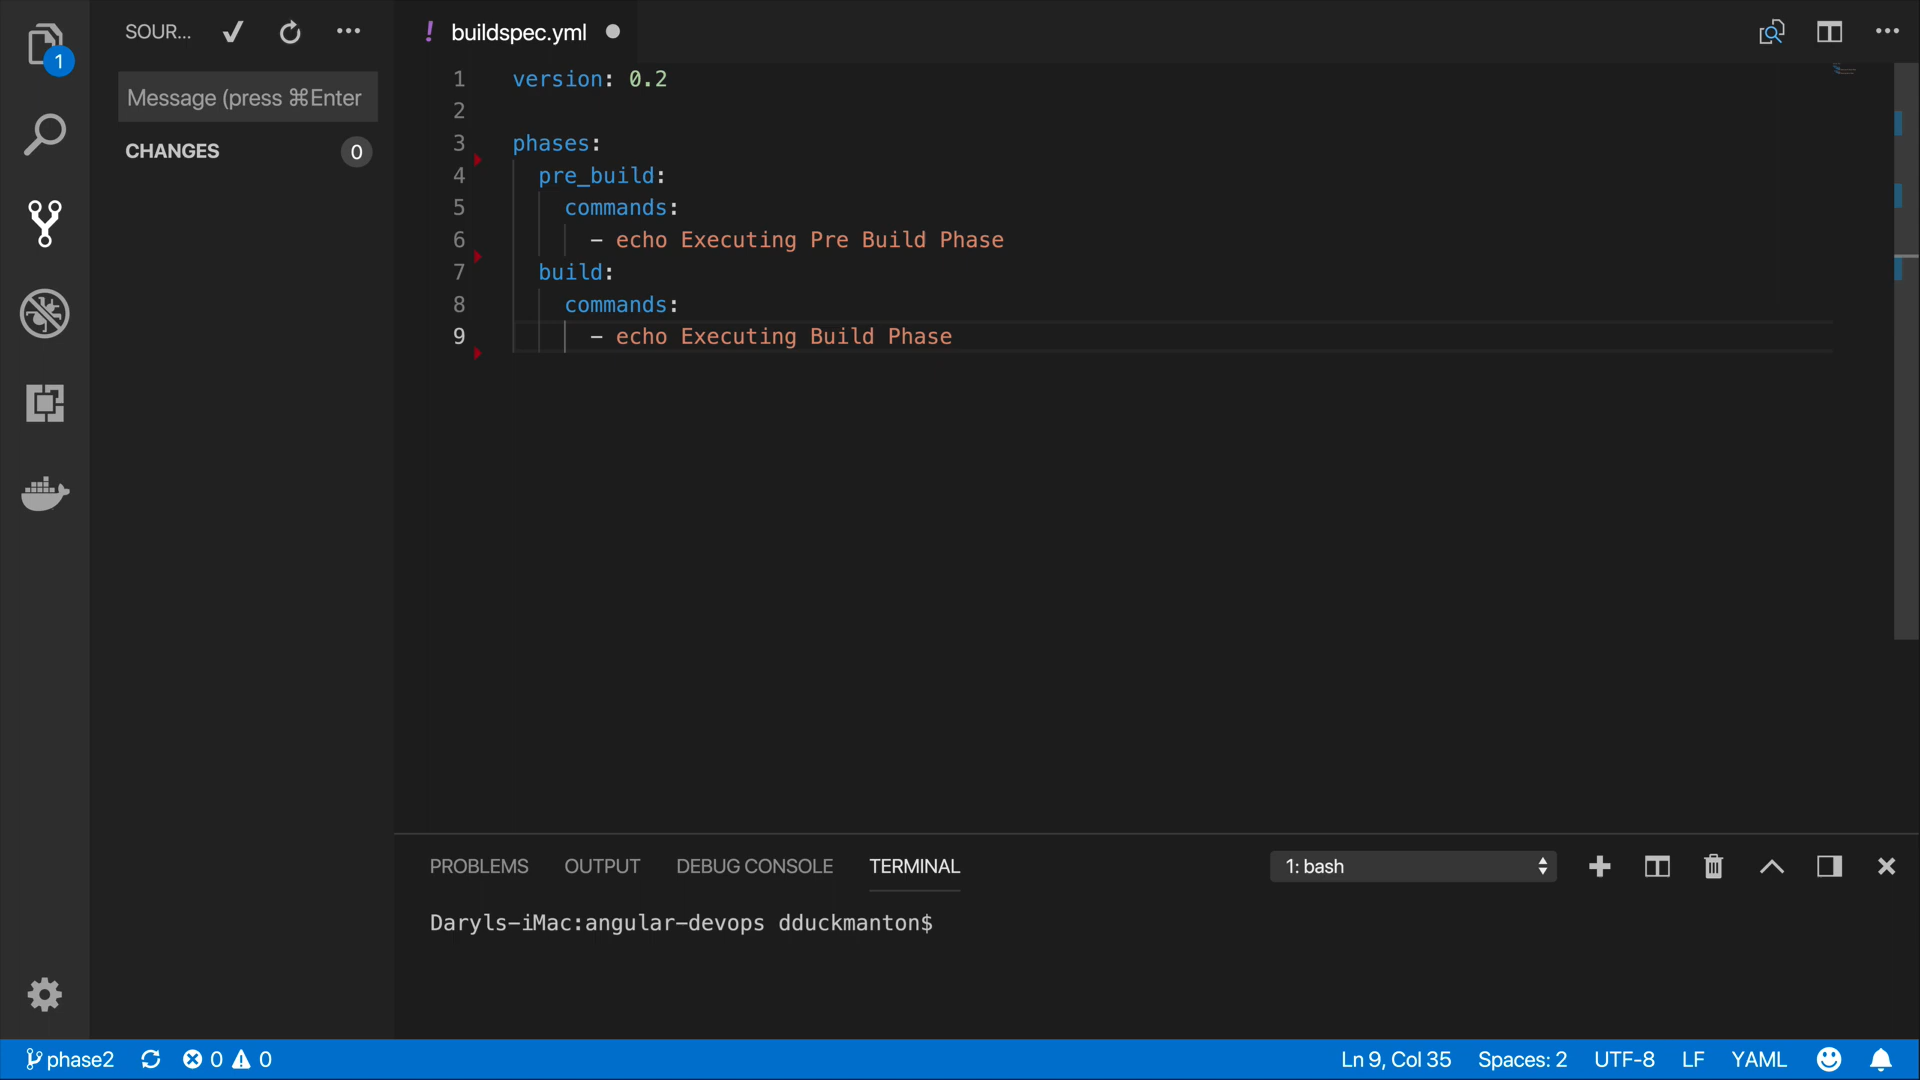 SOUR...
! buildspec.yml
1
Message (press ⌘Enter
CHANGES 0
1 version: 0.2
2
3 phases:
4 pre_build:
5 commands:
6 - echo Executing Pre Build Phase
7 build:
8 commands:
9 - echo Executing Build Phase
PROBLEMS OUTPUT DEBUG CONSOLE TERMINAL 1: bash
Daryls-iMac:angular-devops dduckmanton$
phase2 0 0 Ln 9, Col 35 Spaces: 2 UTF-8 LF YAML